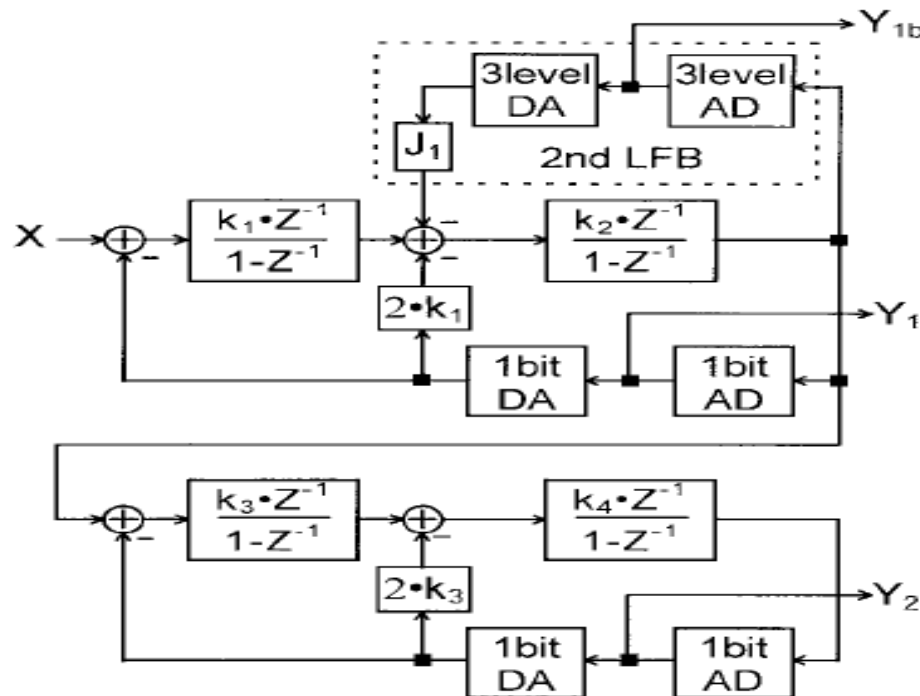 Y1b
3level
DA
3level
AD
J1
2nd LFB
X
+
-
k1•Z-1
1-Z-1
-
+
-
k2•Z-1
1-Z-1
2•k1
Y1
1bit
DA
1bit
AD
+
-
k3•Z-1
1-Z-1
+
-
k4•Z-1
1-Z-1
2•k3
Y2
1bit
DA
1bit
AD